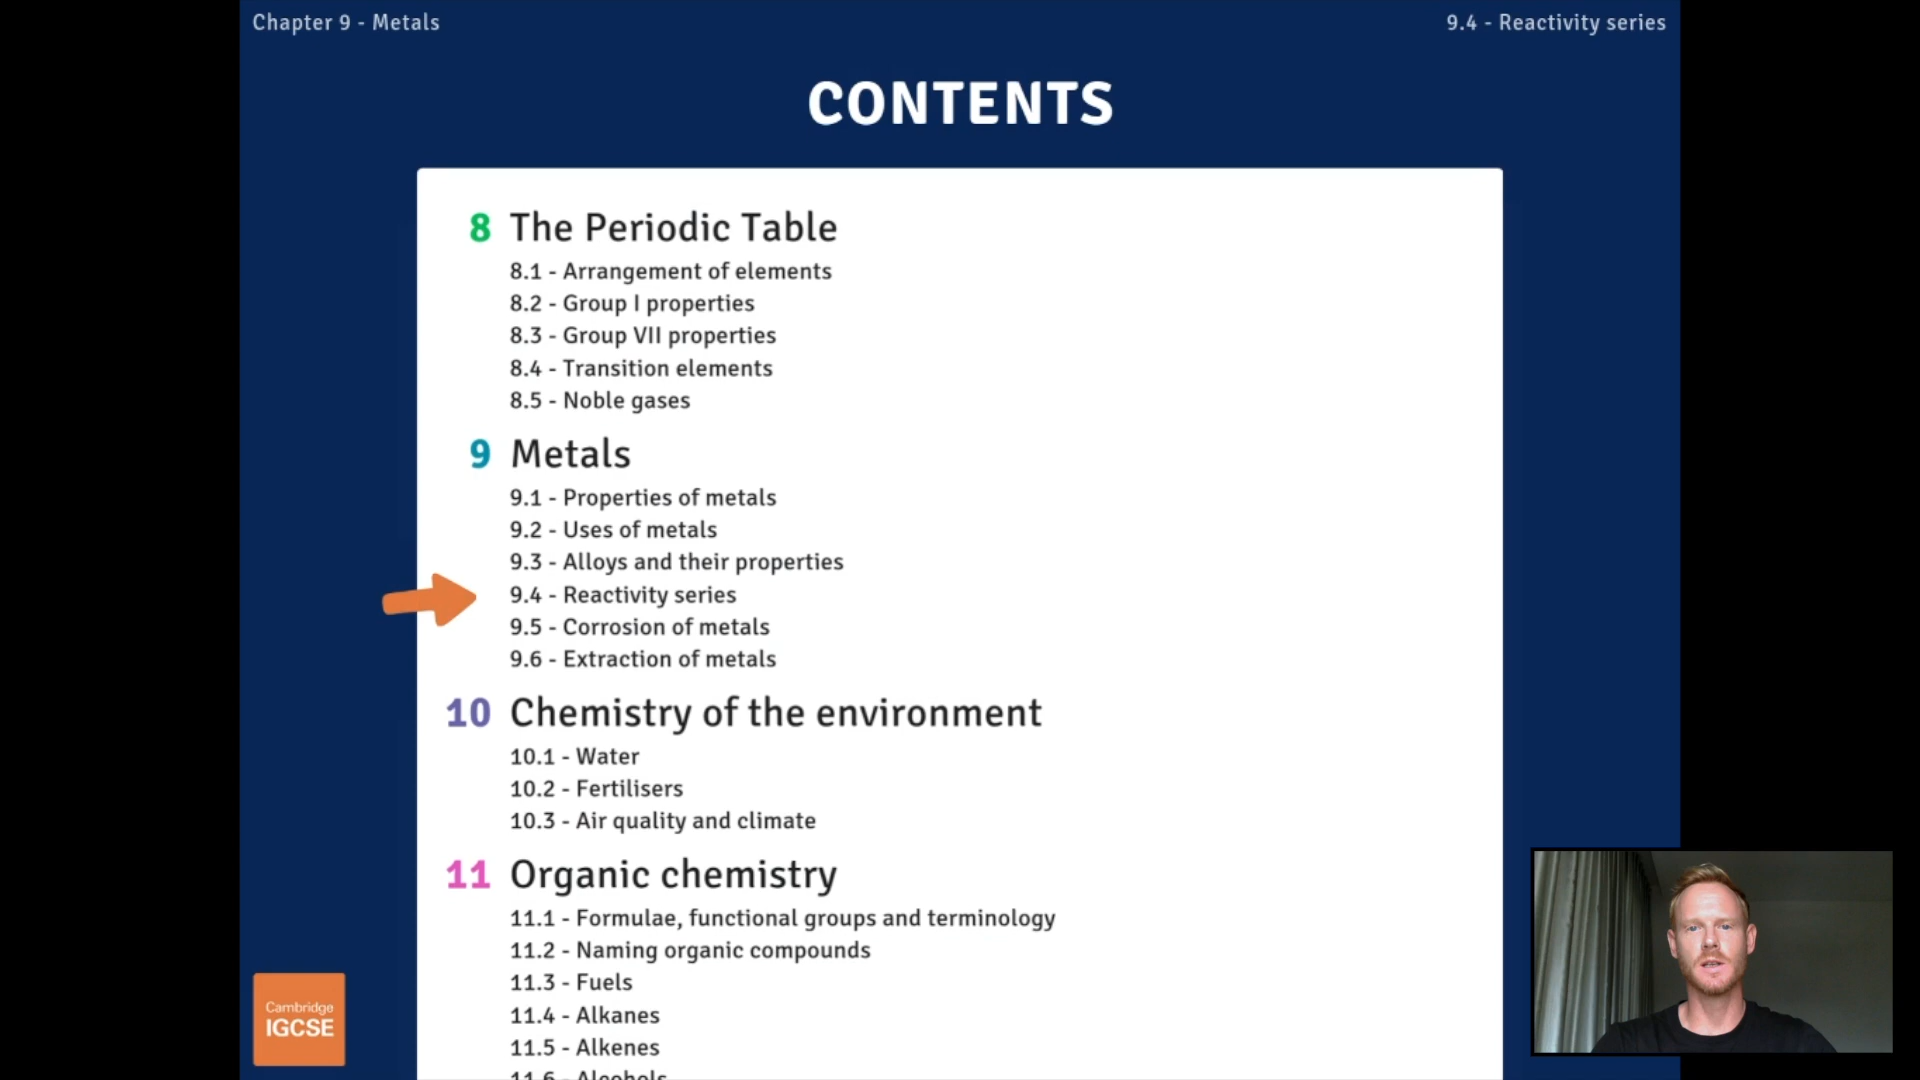 Chapter 9 - Metals
9.4 - Reactivity series
CONTENTS
8 The Periodic Table
8.1 - Arrangement of elements
8.2 - Group I properties
8.3 - Group VII properties
8.4 - Transition elements
8.5 - Noble gases
9 Metals
9.1 - Properties of metals
9.2 - Uses of metals
9.3 - Alloys and their properties
9.4 - Reactivity series
9.5 - Corrosion of metals
9.6 - Extraction of metals
10 Chemistry of the environment
10.1 - Water
10.2 - Fertilisers
10.3 - Air quality and climate
11 Organic chemistry
11.1 - Formulae, functional groups and terminology
11.2 - Naming organic compounds
11.3 - Fuels
11.4 - Alkanes
11.5 - Alkenes
11.6 - Alcohols
Cambridge
IGCSE